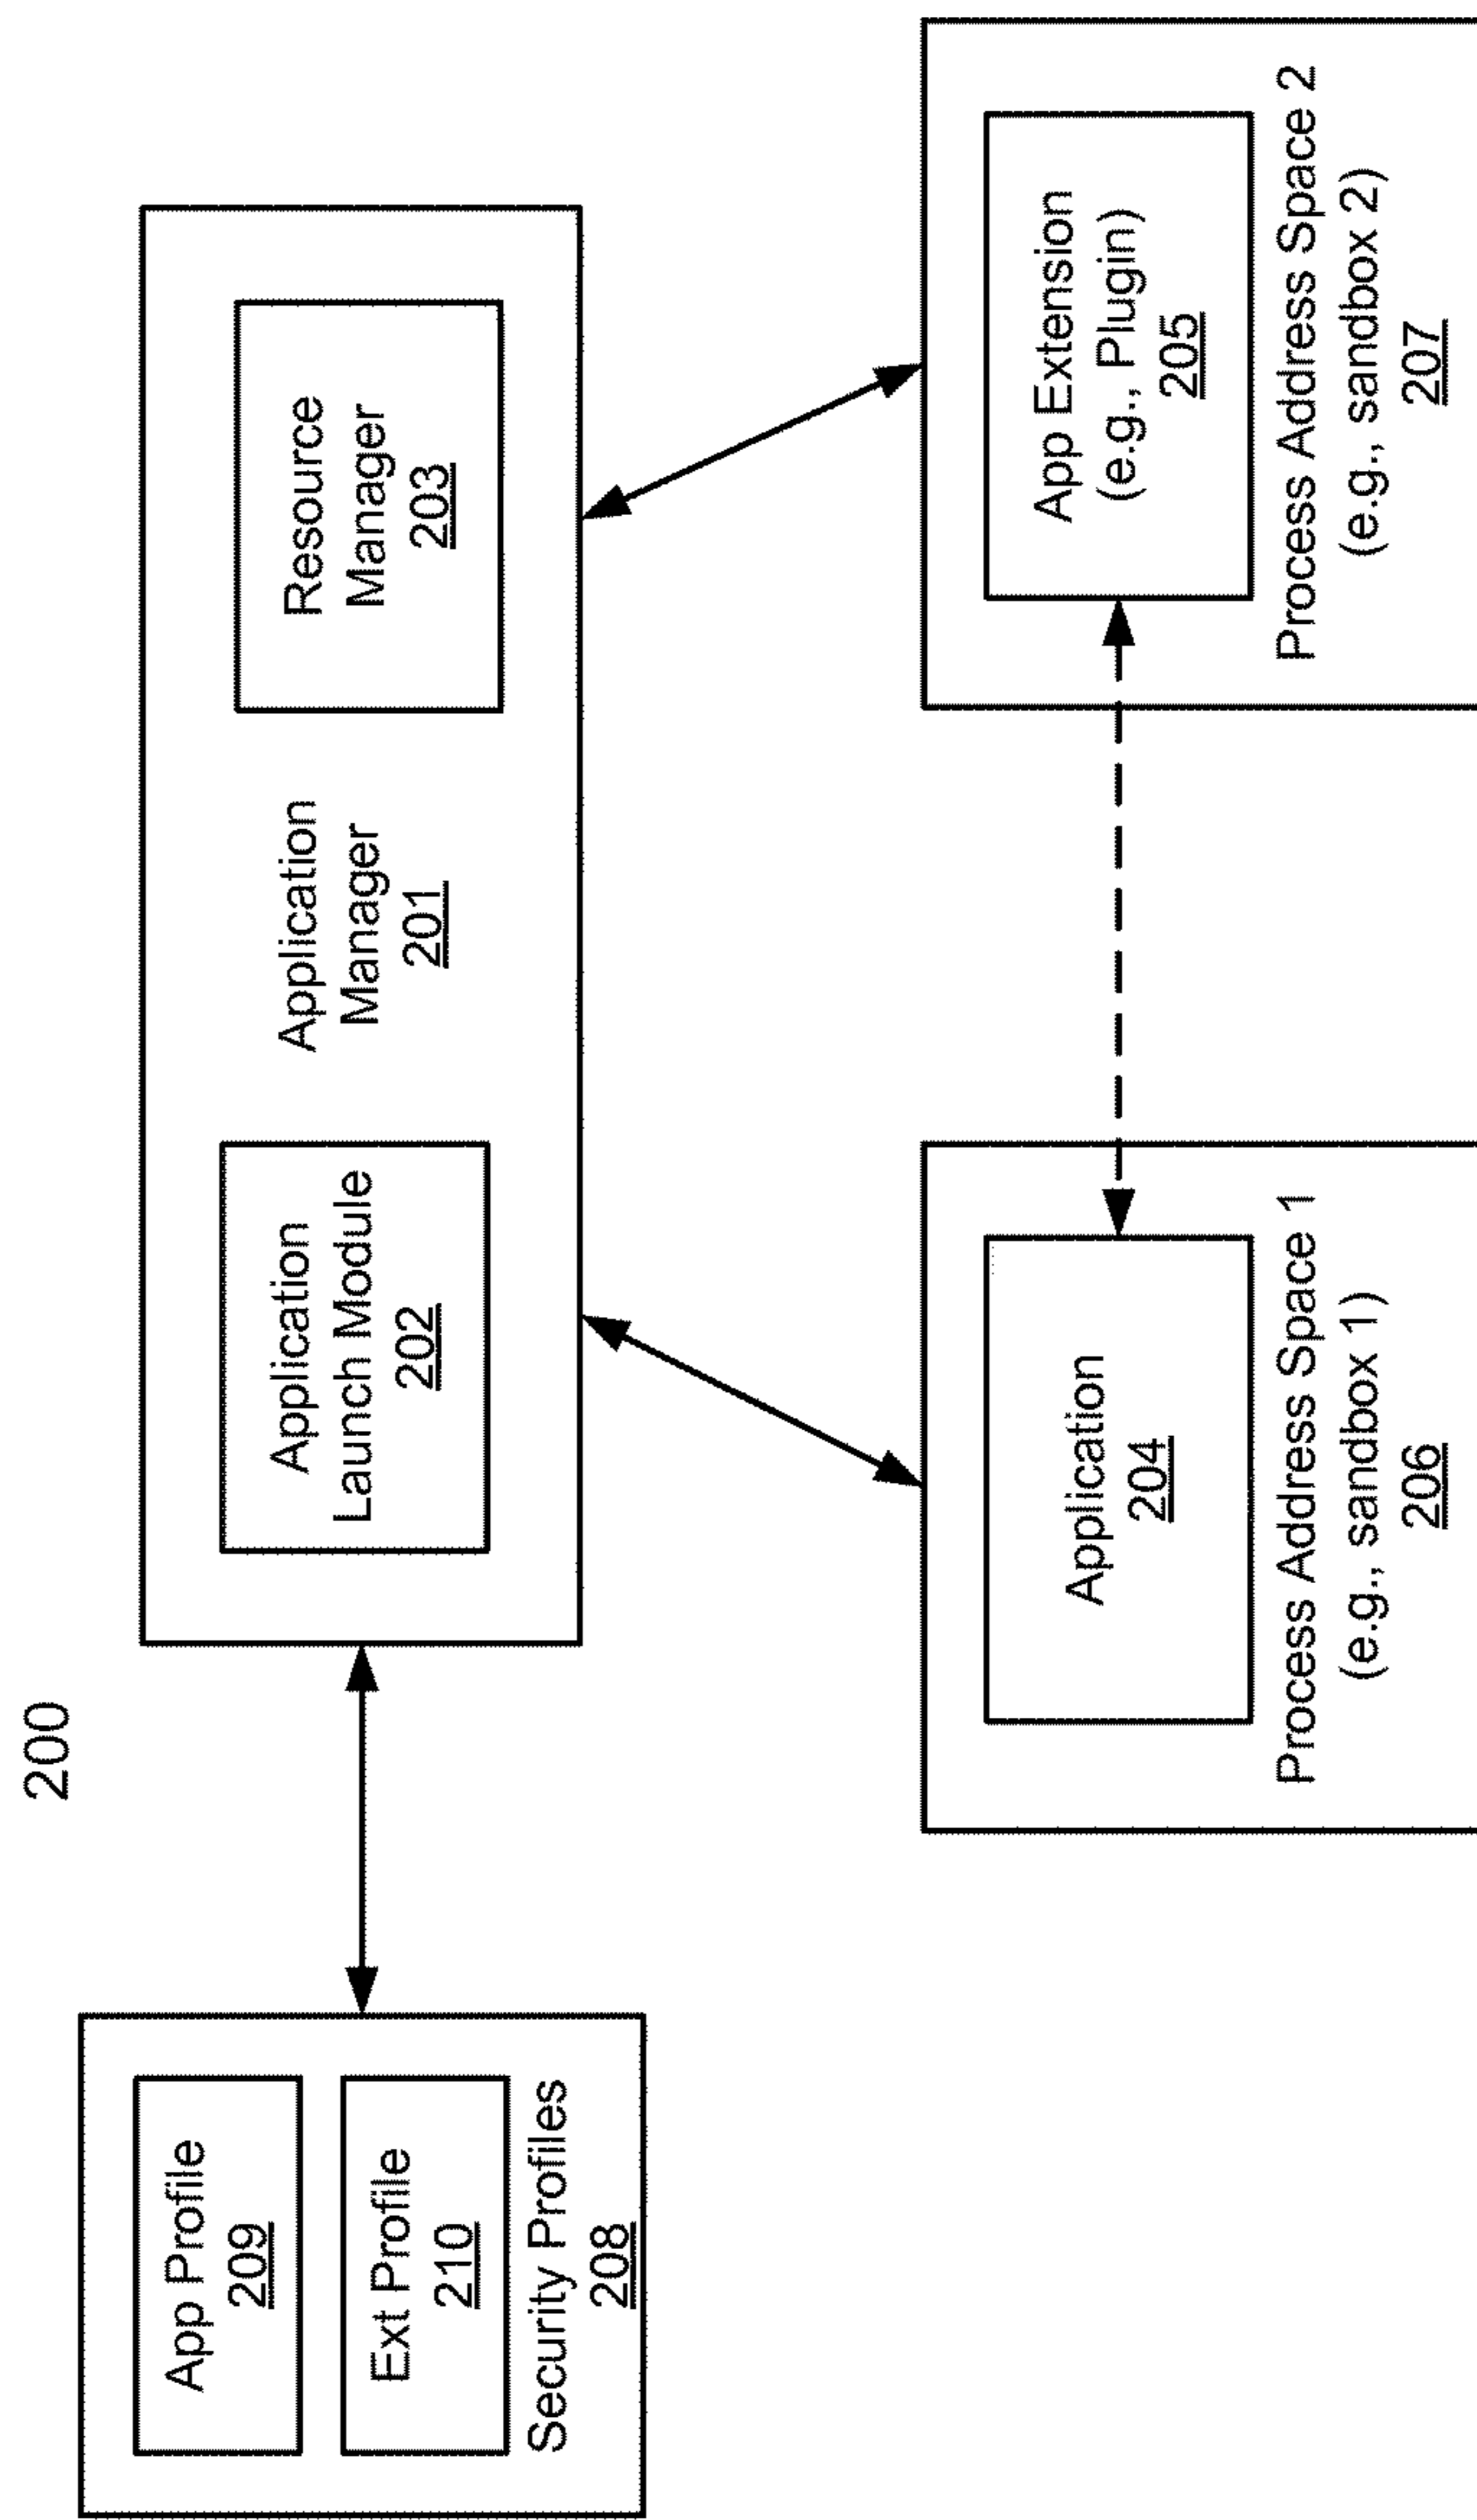 200
App Profile
209
Ext Profile
210
Security Profiles
208
Application
Launch Module
202
Application
Manager
201
Resource
Manager
203
Application
204
Process Address Space 1
(e.g., sandbox 1)
206
App Extension
(e.g., Plugin)
205
Process Address Space 2
(e.g., sandbox 2)
207